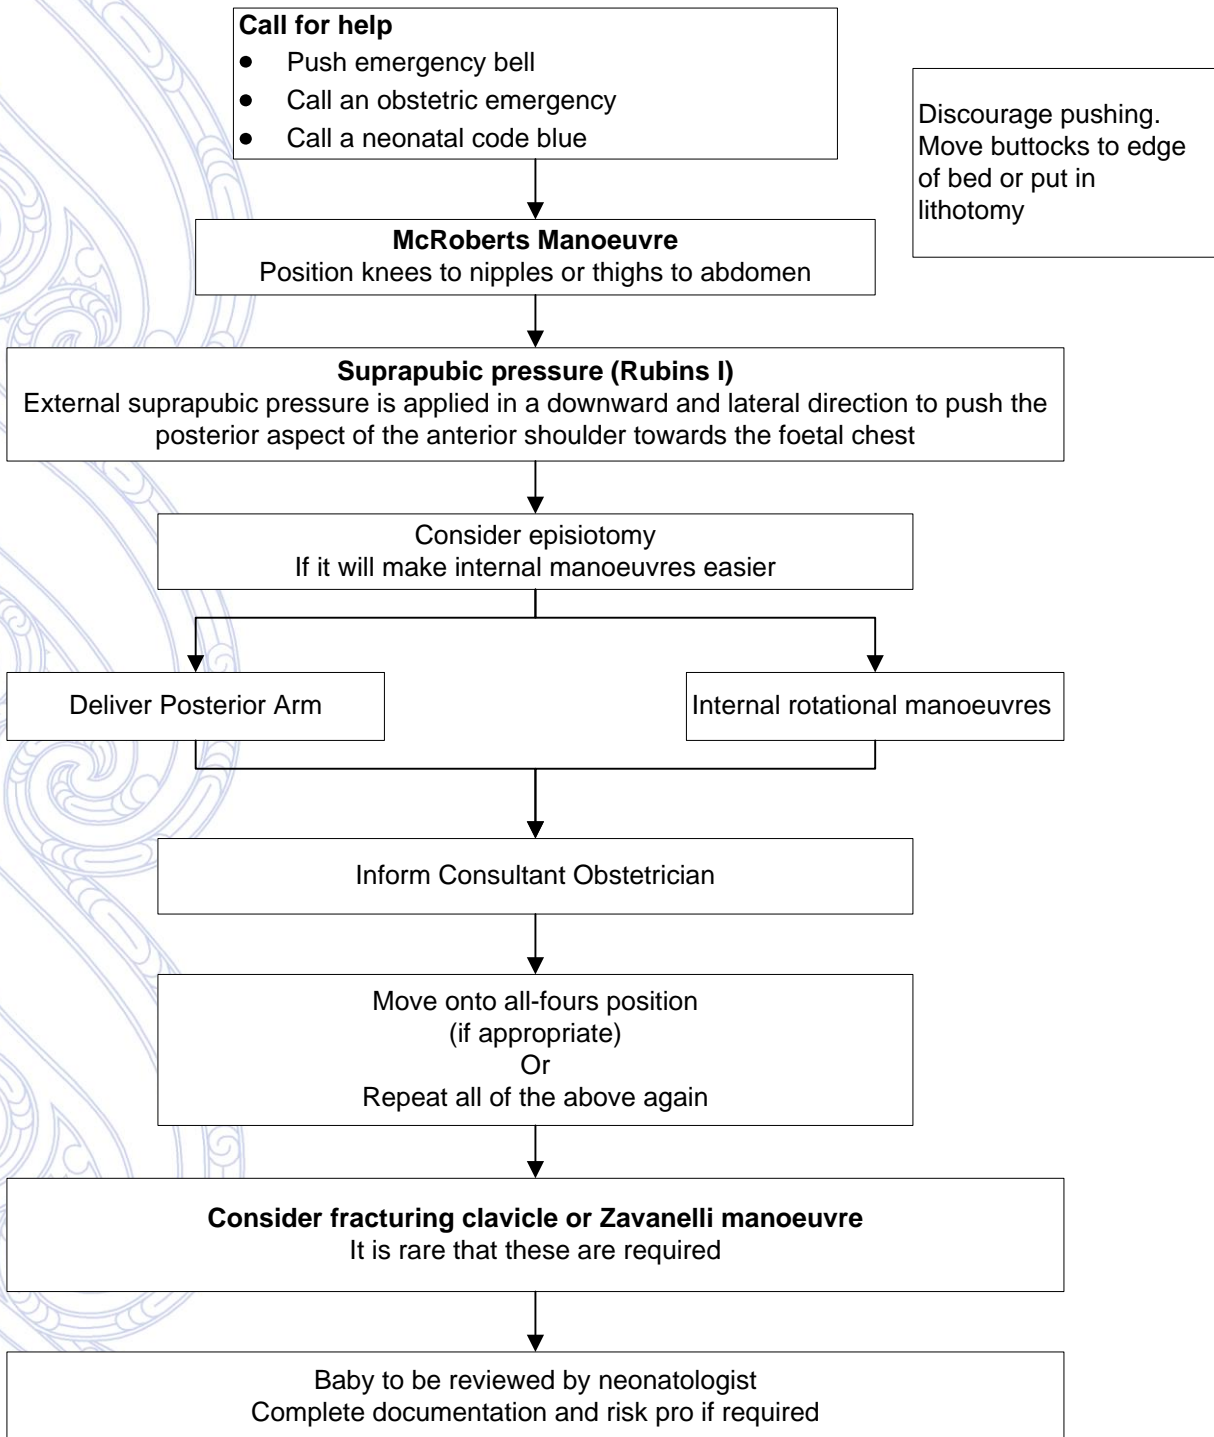 Call for help
● Push emergency bell
● Call an obstetric emergency
● Call a neonatal code blue
Discourage pushing.
Move buttocks to edge
of bed or put in
lithotomy
McRoberts Manoeuvre
Position knees to nipples or thighs to abdomen
Suprapubic pressure (Rubins I)
External suprapubic pressure is applied in a downward and lateral direction to push the
posterior aspect of the anterior shoulder towards the foetal chest
Consider episiotomy
If it will make internal manoeuvres easier
Deliver Posterior Arm
Internal rotational manoeuvres
Inform Consultant Obstetrician
Move onto all-fours position
(if appropriate)
Or
Repeat all of the above again
Consider fracturing clavicle or Zavanelli manoeuvre
It is rare that these are required
Baby to be reviewed by neonatologist
Complete documentation and risk pro if required